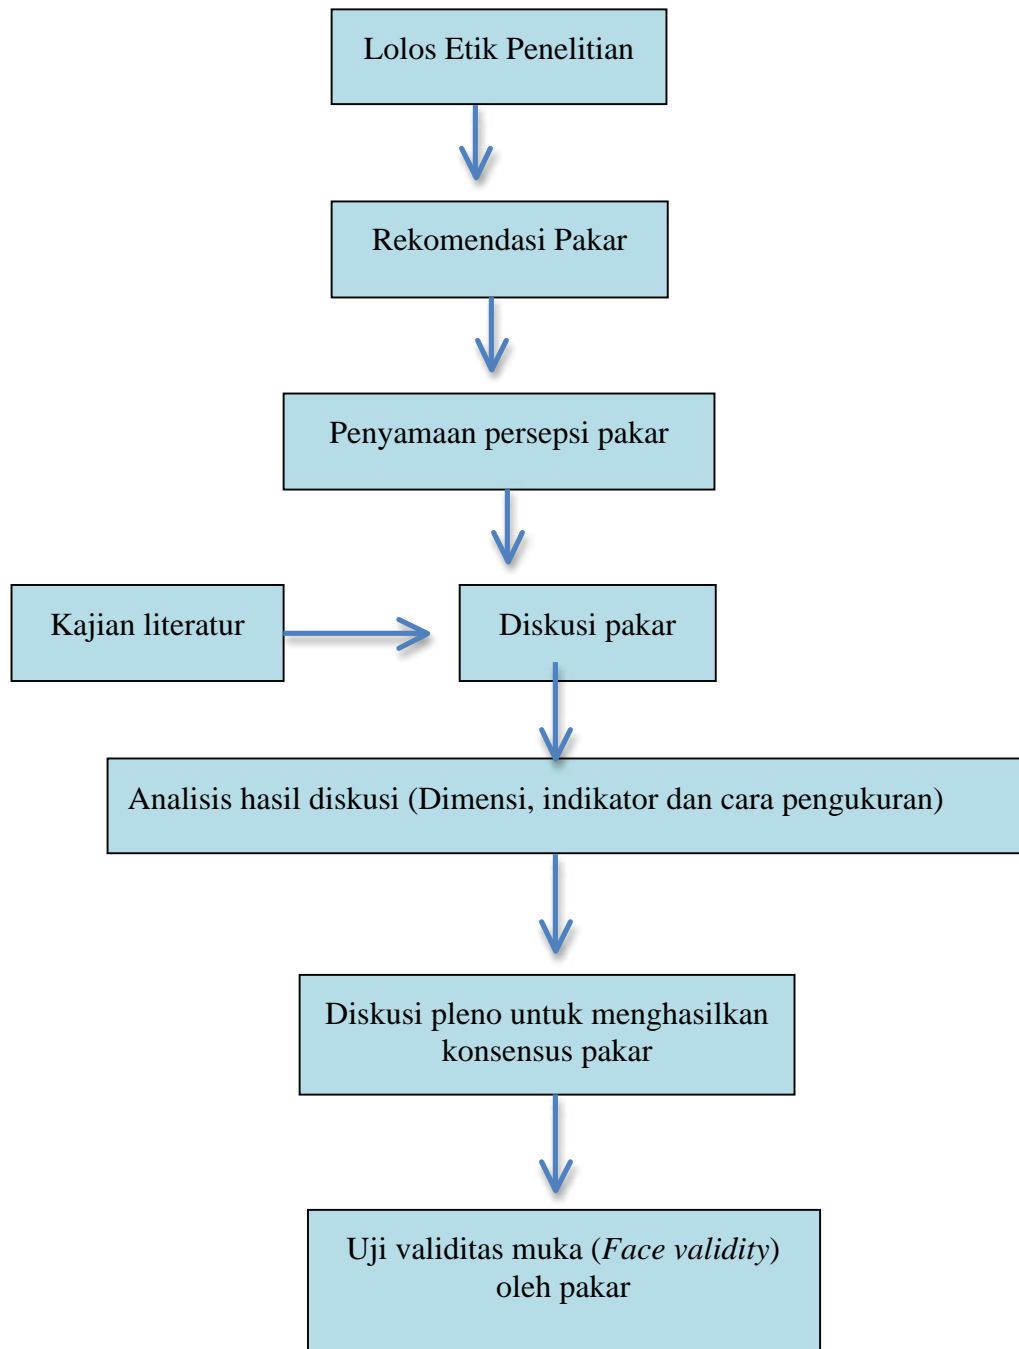 Lolos Etik Penelitian
Rekomendasi Pakar
Penyamaan persepsi pakar
Kajian literatur
Diskusi pakar
Analisis hasil diskusi (Dimensi, indikator dan cara pengukuran)
Diskusi pleno untuk menghasilkan
konsensus pakar
Uji validitas muka (Face validity)
oleh pakar